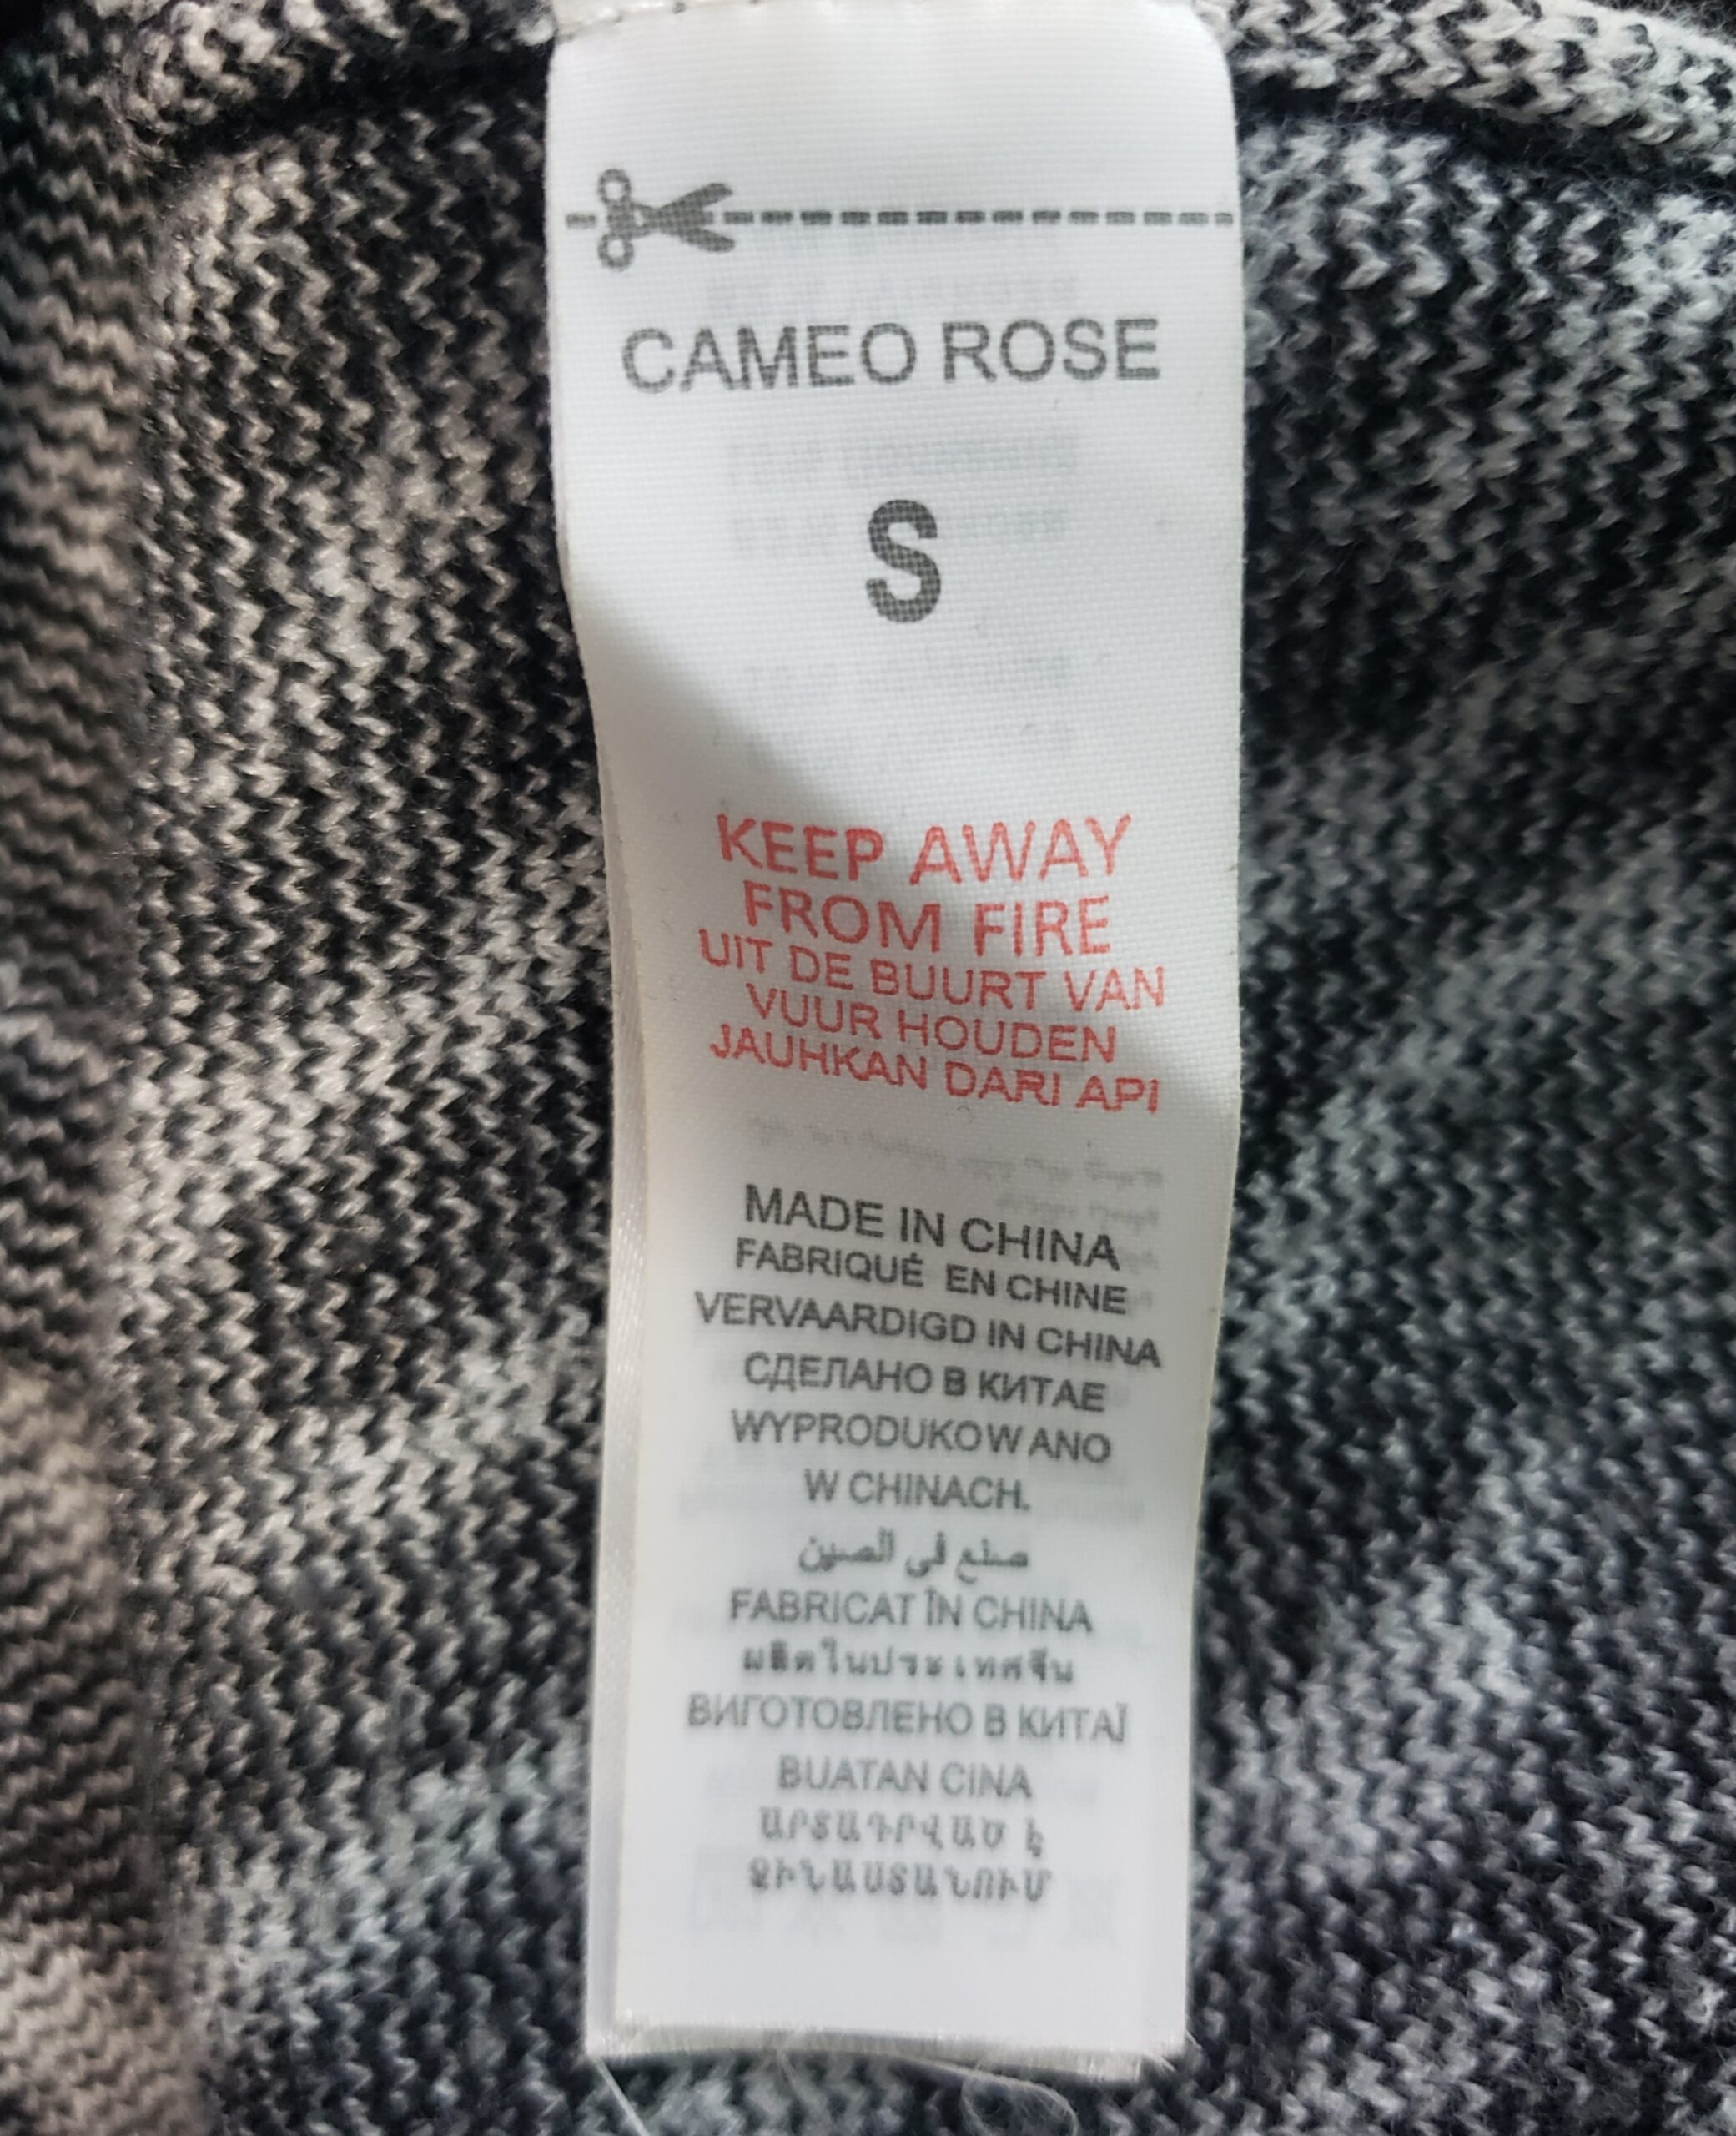 CAMEO ROSE
S
KEEP AWAY
FROM FIRE
UIT DE BUURT VAN
VUUR HOUDEN
JAUHKAN DARI API
MADE IN CHINA
FABRIQUÉ EN CHINE
VERVAARDIGD IN CHINA
СДЕЛАНО В КИТАЕ
WYPRODUKOWANO
W CHINACH.
صنع في الصين
FABRICAT ÎN CHINA
ผลิตในประเทศจีน
ВИГОТОВЛЕНО В КИТАЇ
BUATAN CINA
ԱՐՏԱԴՐՎԱԾ Է
ՉԻՆԱՍՏԱՆՈՒՄ